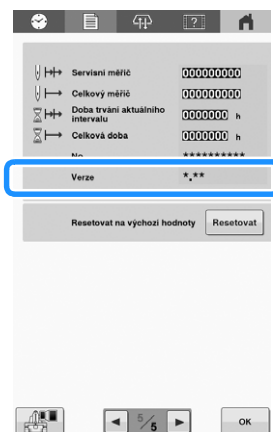 ?
Servisní měřič 000000000
Celkový měřič 000000000
Doba trvání aktuálního
intervalu 0000000 h
Celková doba 0000000 h
No **********
Verze *.**
Resetovat na výchozí hodnoty Resetovat
5/5 OK